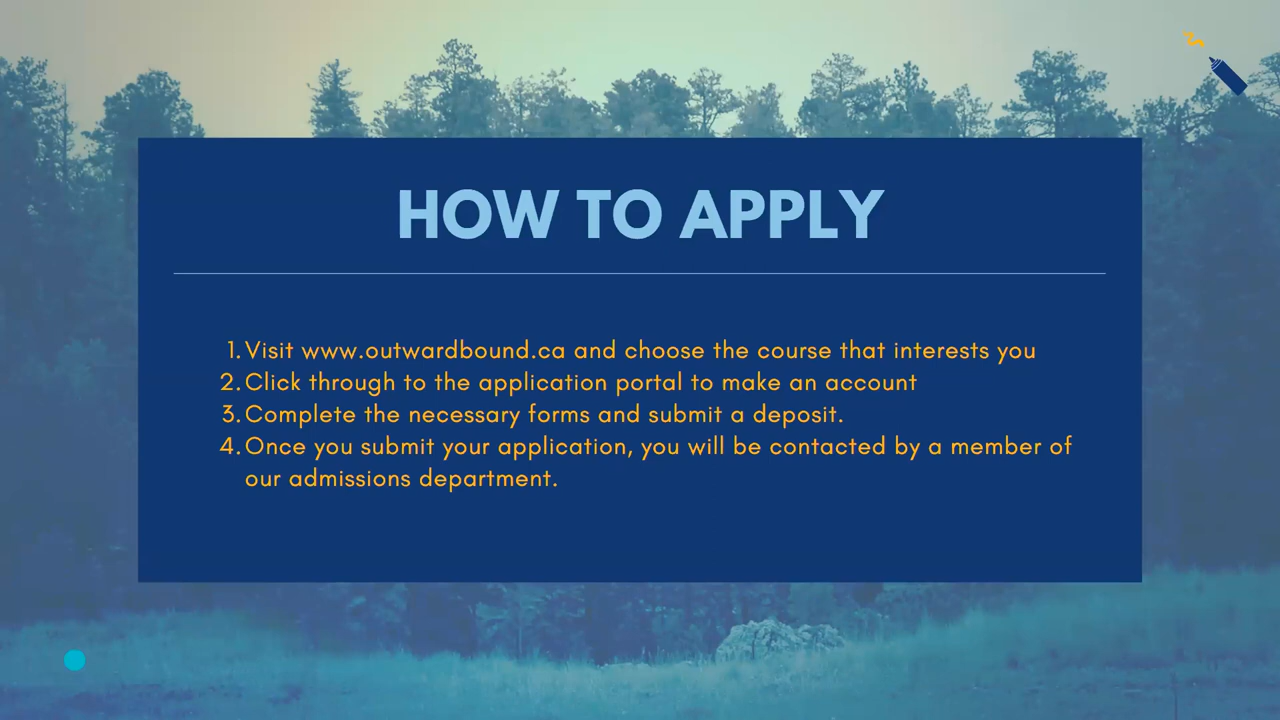 HOW TO APPLY
1. Visit www.outwardbound.ca and choose the course that interests you
2. Click through to the application portal to make an account
3. Complete the necessary forms and submit a deposit.
4. Once you submit your application, you will be contacted by a member of
our admissions department.